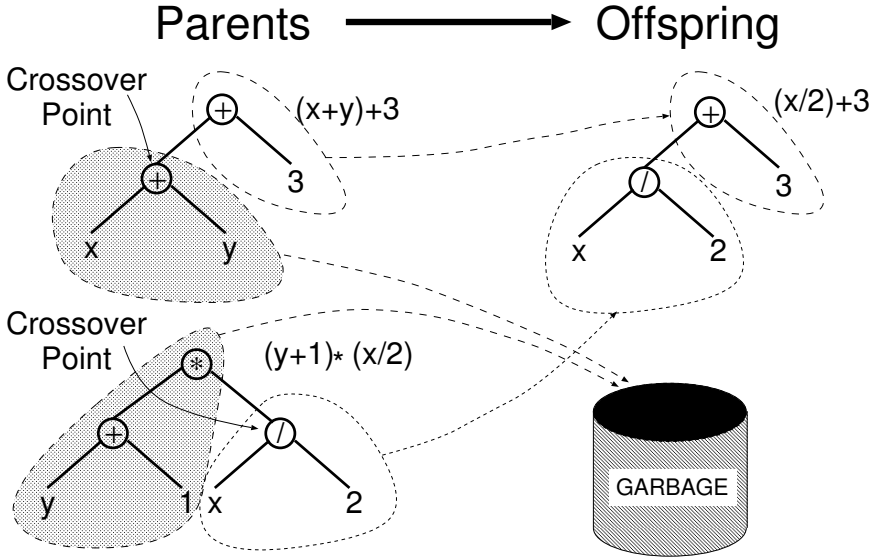 Parents
Offspring
Crossover
Point
+
(x+y)+3
+
3
x
y
+
(x/2)+3
/
3
x
2
Crossover
Point
*
(y+1)* (x/2)
+
/
y
1
x
2
GARBAGE